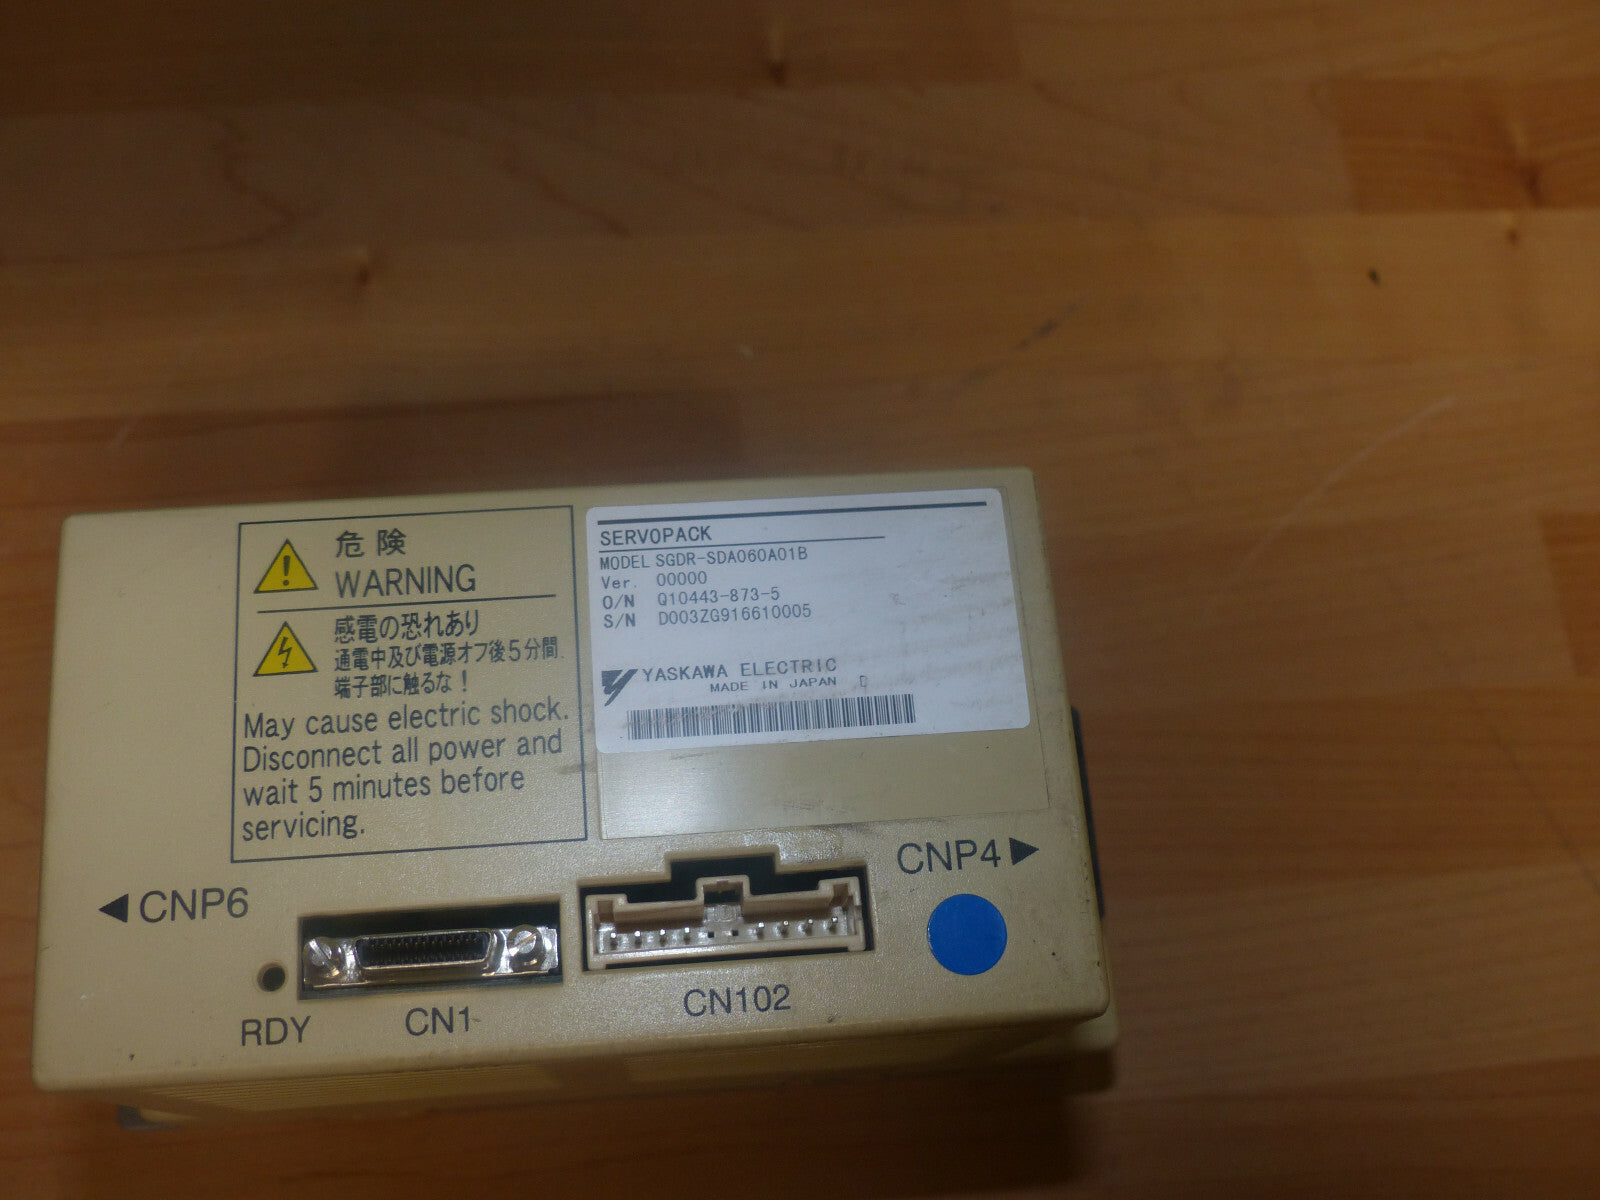 危険
WARNING
感電の恐れあり
通電中及び電源オフ後5分間
端子部に触るな!
May cause electric shock.
Disconnect all power and
wait 5 minutes before
servicing.
SERVOPACK
MODEL SGDR-SDA060A01B
Ver. 00000
O/N Q10443-873-5
S/N D003ZG916610005
YASKAWA ELECTRIC
MADE IN JAPAN D
◀CNP6
CNP4▶
RDY
CN1
CN102